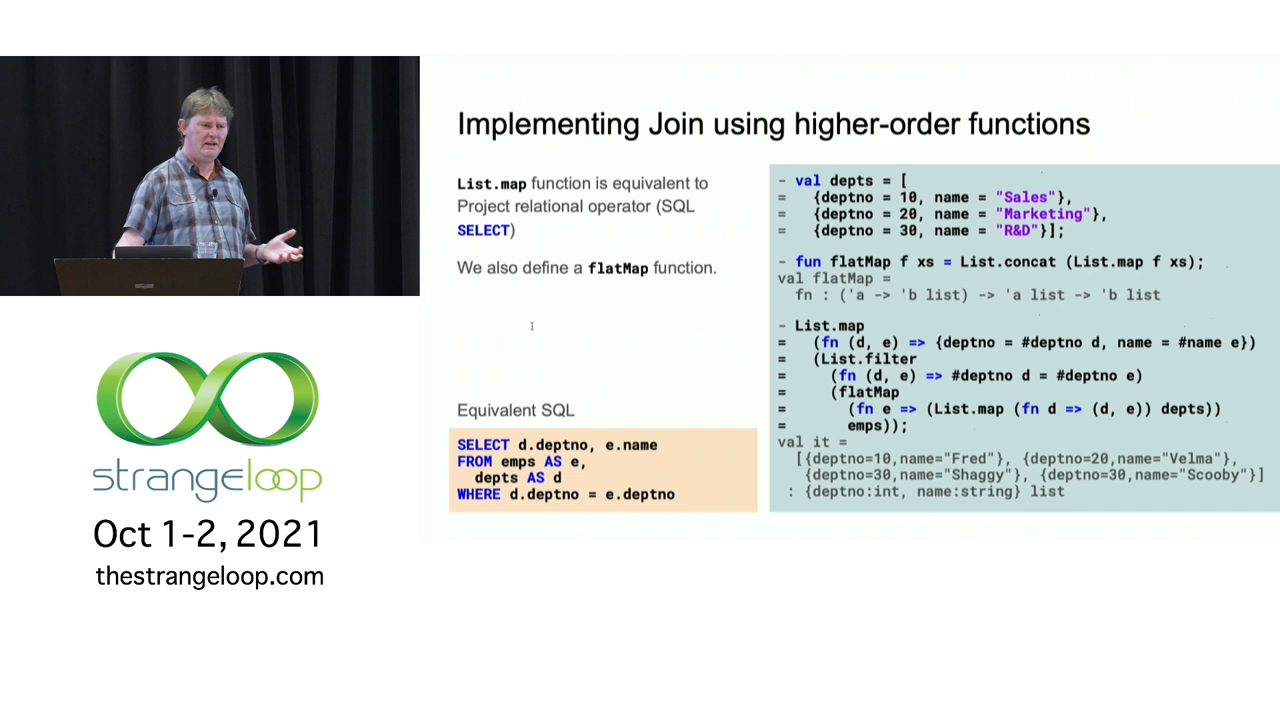 Implementing Join using higher-order functions
List.map function is equivalent to
Project relational operator (SQL
SELECT)
We also define a flatMap function.
Equivalent SQL
SELECT d.deptno, e.name
FROM emps AS e,
  depts AS d
WHERE d.deptno = e.deptno
- val depts = [
=   {deptno = 10, name = "Sales"},
=   {deptno = 20, name = "Marketing"},
=   {deptno = 30, name = "R&D"}];
- fun flatMap f xs = List.concat (List.map f xs);
val flatMap =
  fn : ('a -> 'b list) -> 'a list -> 'b list
- List.map
=   (fn (d, e) => {deptno = #deptno d, name = #name e})
=   (List.filter
=     (fn (d, e) => #deptno d = #deptno e)
=     (flatMap
=       (fn e => (List.map (fn d => (d, e)) depts))
=       emps));
val it =
  [{deptno=10,name="Fred"}, {deptno=20,name="Velma"},
   {deptno=30,name="Shaggy"}, {deptno=30,name="Scooby"}]
 : {deptno:int, name:string} list
strangeloop
Oct 1-2, 2021
thestrangeloop.com